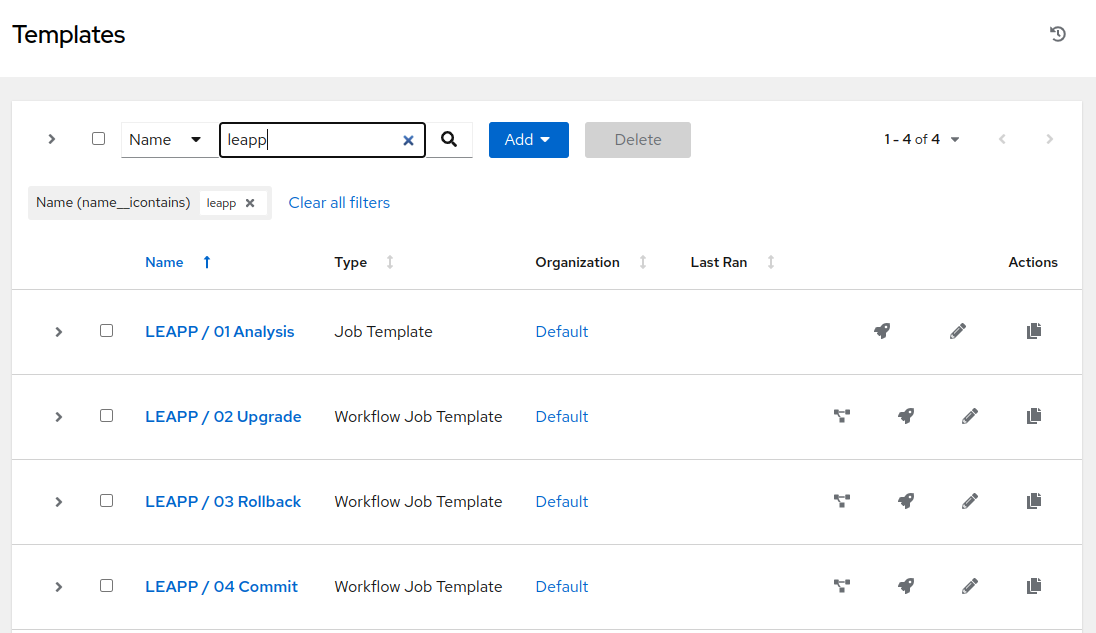 Templates
Name leapp Add Delete 1 - 4 of 4
Name (name__icontains) leapp Clear all filters
Name Type Organization Last Ran Actions
LEAPP / 01 Analysis Job Template Default
LEAPP / 02 Upgrade Workflow Job Template Default
LEAPP / 03 Rollback Workflow Job Template Default
LEAPP / 04 Commit Workflow Job Template Default